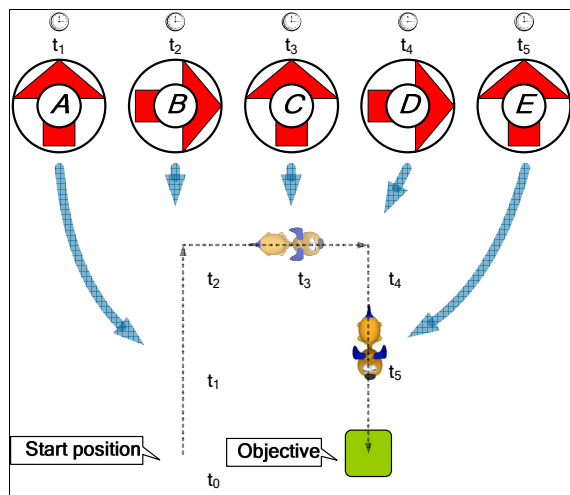 t1 t2 t3 t4 t5
A B C D E
t2 t3 t4
t1 t5
Start position Objective
t0